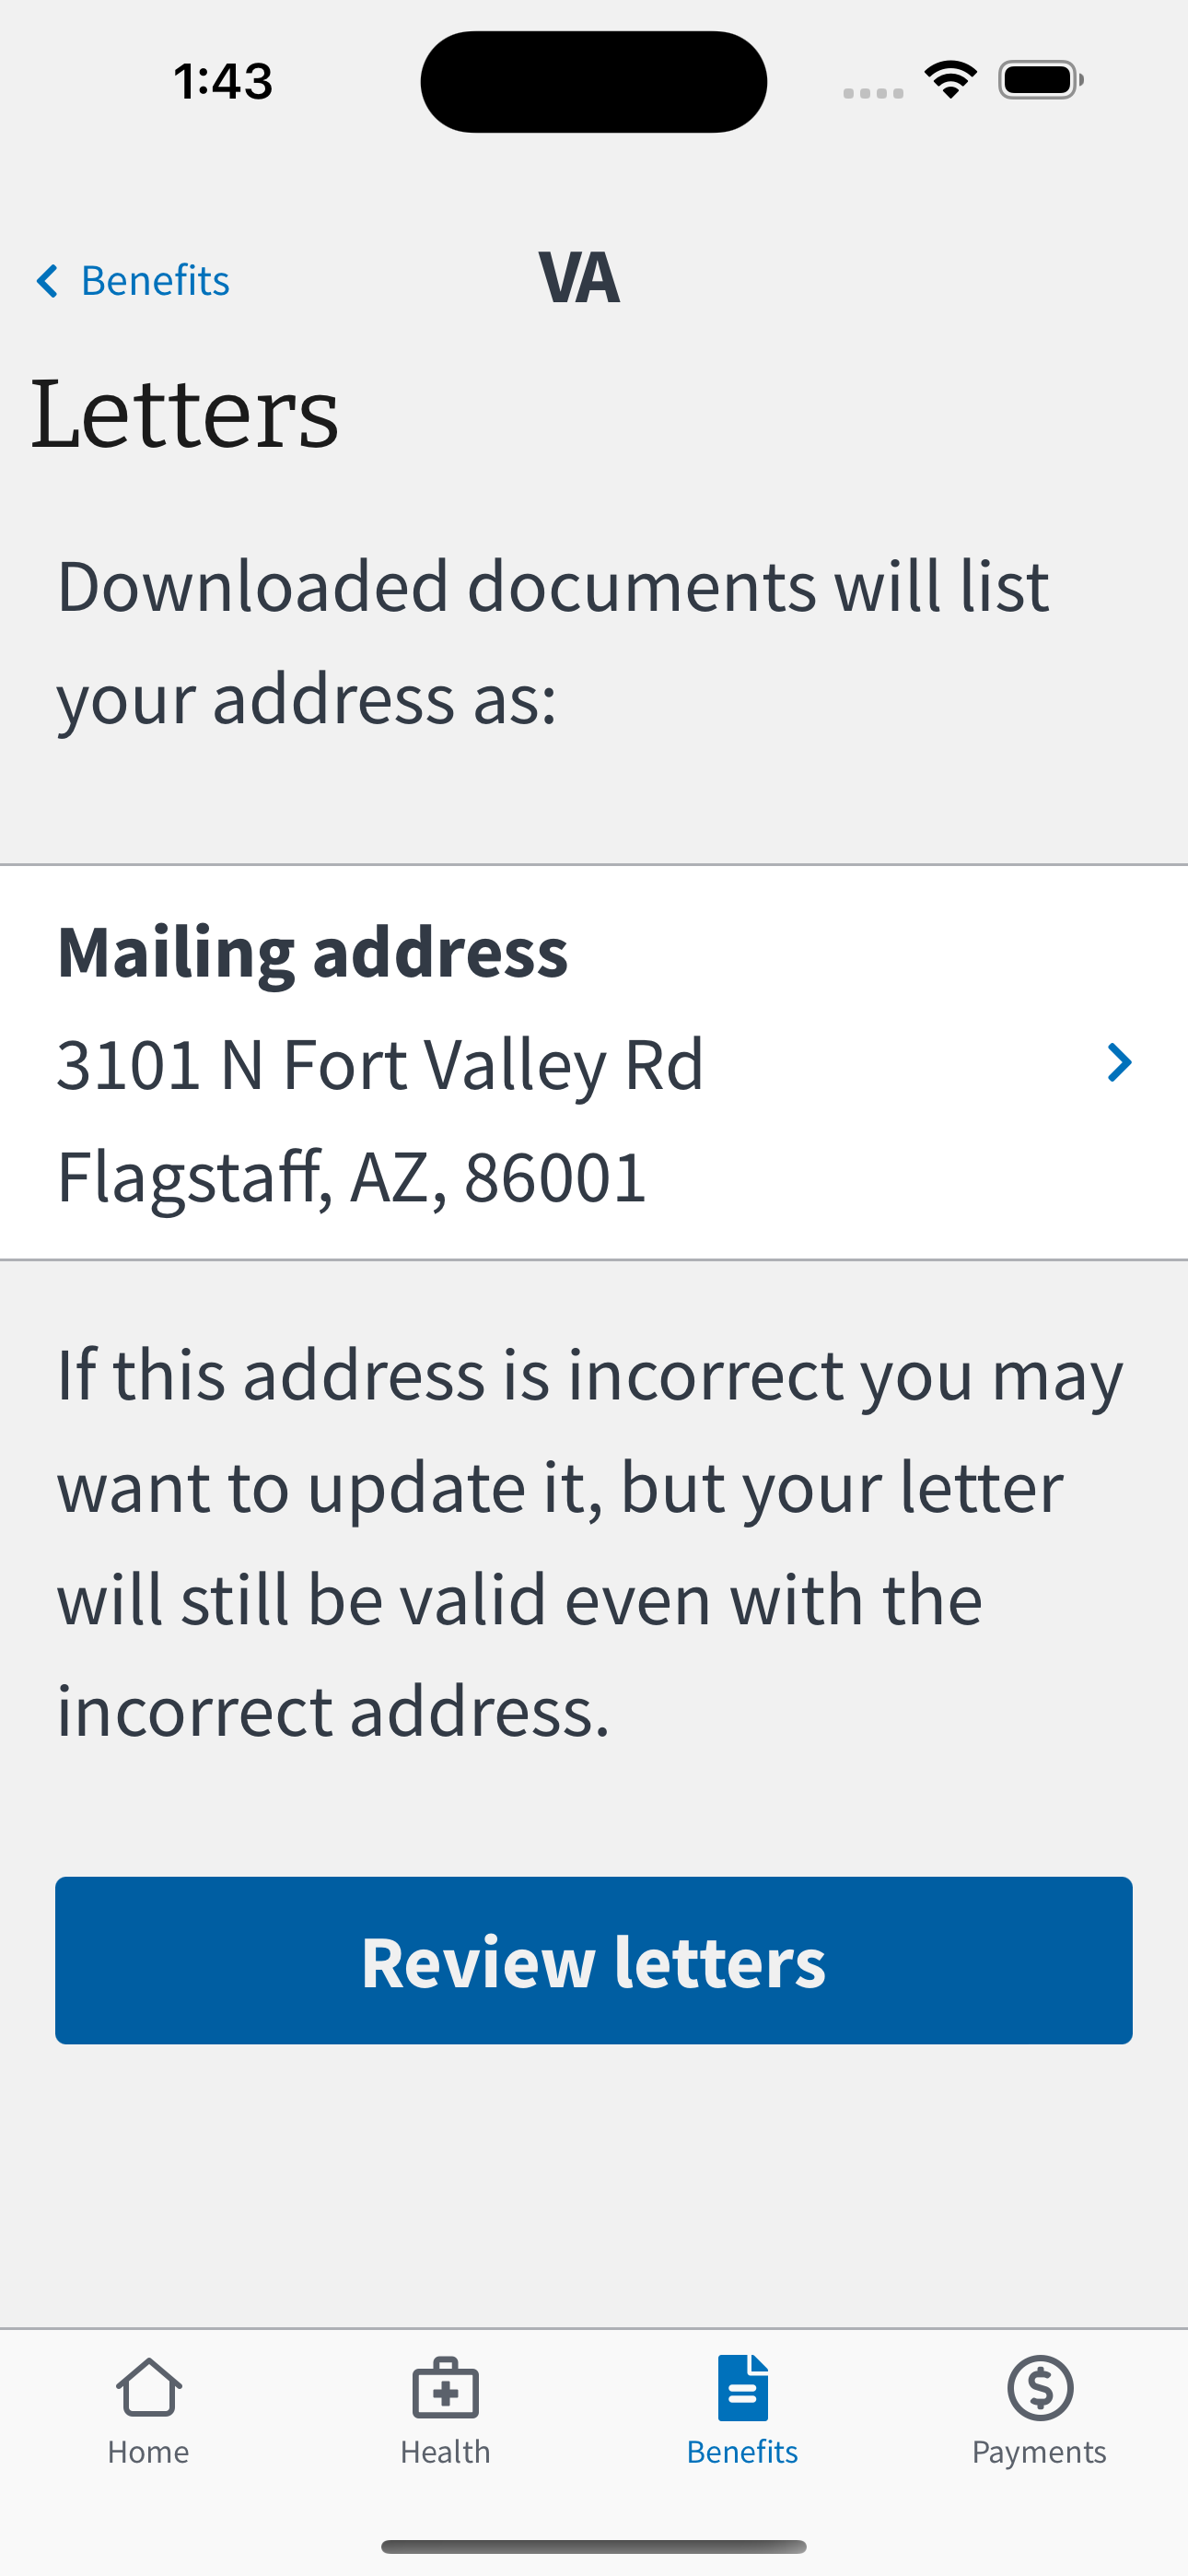 1:43
Benefits
VA
Letters
Downloaded documents will list
your address as:
Mailing address
3101 N Fort Valley Rd
Flagstaff, AZ, 86001
If this address is incorrect you may
want to update it, but your letter
will still be valid even with the
incorrect address.
Review letters
Home
Health
Benefits
Payments